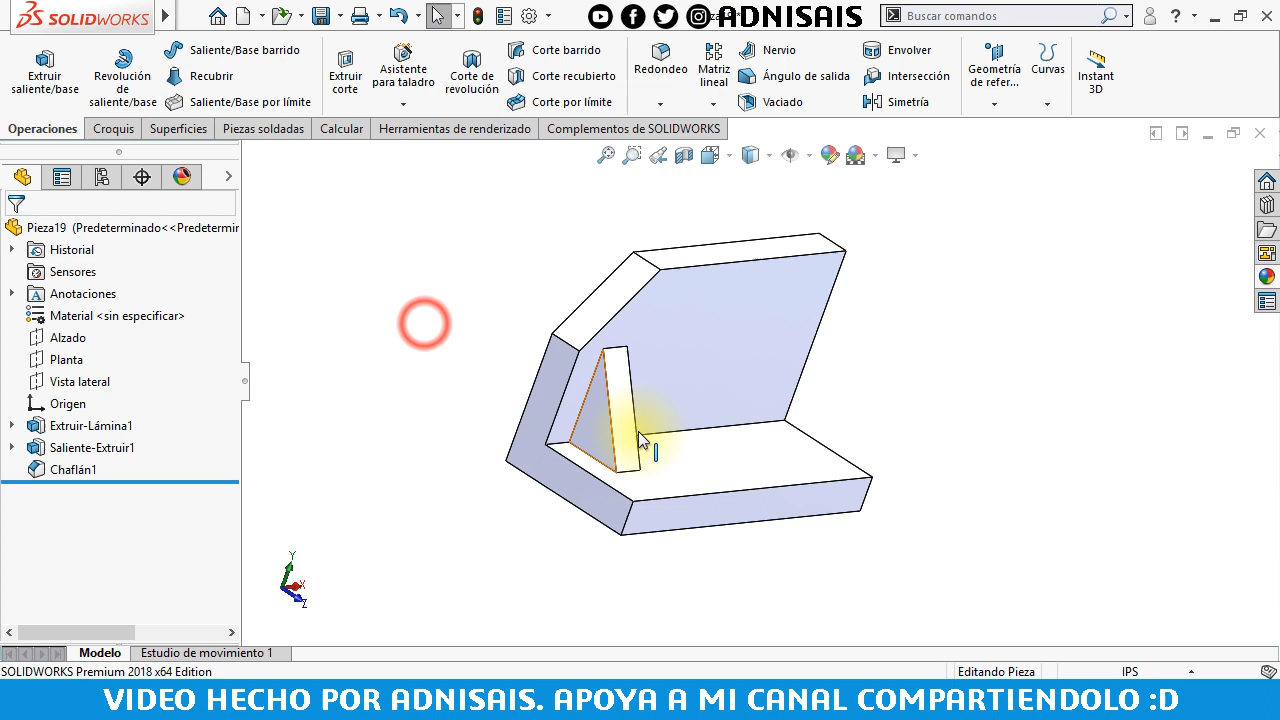 SOLIDWORKS
za19 *
ADNISAIS
Buscar comandos
Extruir saliente/base
Revolución de saliente/base
Saliente/Base barrido
Recubrir
Saliente/Base por límite
Extruir corte
Asistente para taladro
Corte de revolución
Corte barrido
Corte recubierto
Corte por límite
Redondeo
Matriz lineal
Nervio
Ángulo de salida
Vaciado
Envolver
Intersección
Simetría
Geometría de refer...
Curvas
Instant 3D
Operaciones
Croquis
Superficies
Piezas soldadas
Calcular
Herramientas de renderizado
Complementos de SOLIDWORKS
Pieza19 (Predeterminado<<Predetermir
Historial
Sensores
Anotaciones
Material <sin especificar>
Alzado
Planta
Vista lateral
Origen
Extruir-Lámina1
Saliente-Extruir1
Chaflán1
Y
X
Z
Modelo
Estudio de movimiento 1
SOLIDWORKS Premium 2018 x64 Edition
Editando Pieza
IPS
VIDEO HECHO POR ADNISAIS. APOYA A MI CANAL COMPARTIENDOLO :D